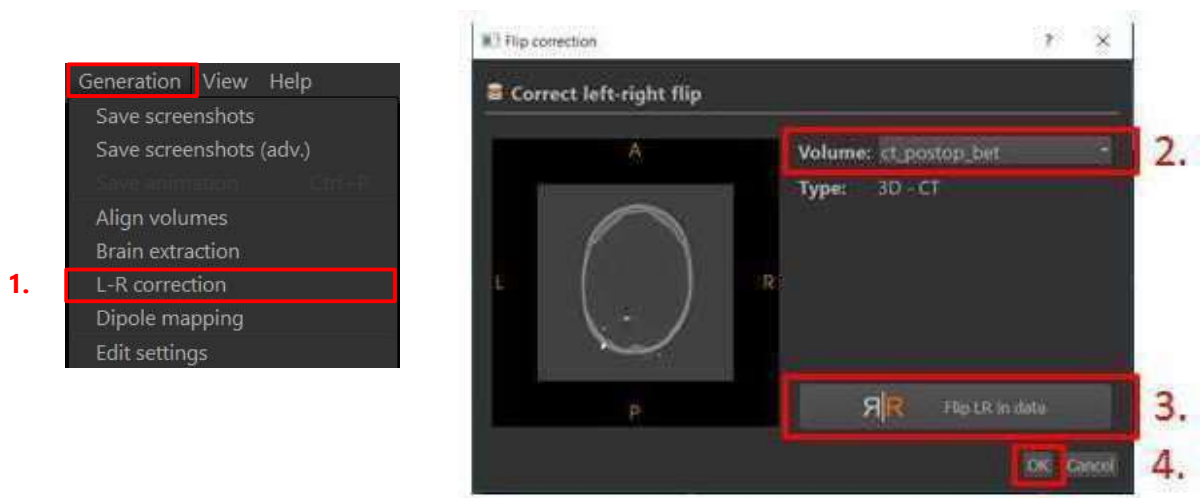 Generation View Help
Save screenshots
Save screenshots (adv.)
Save animation Ctrl+P
Align volumes
Brain extraction
1. L-R correction
Dipole mapping
Edit settings
Flip correction ? ×
Correct left-right flip
A
L
R
P
Volume: ct_postop_bet 2.
Type: 3D - CT
Я|R Flip LR in data 3.
OK Cancel 4.